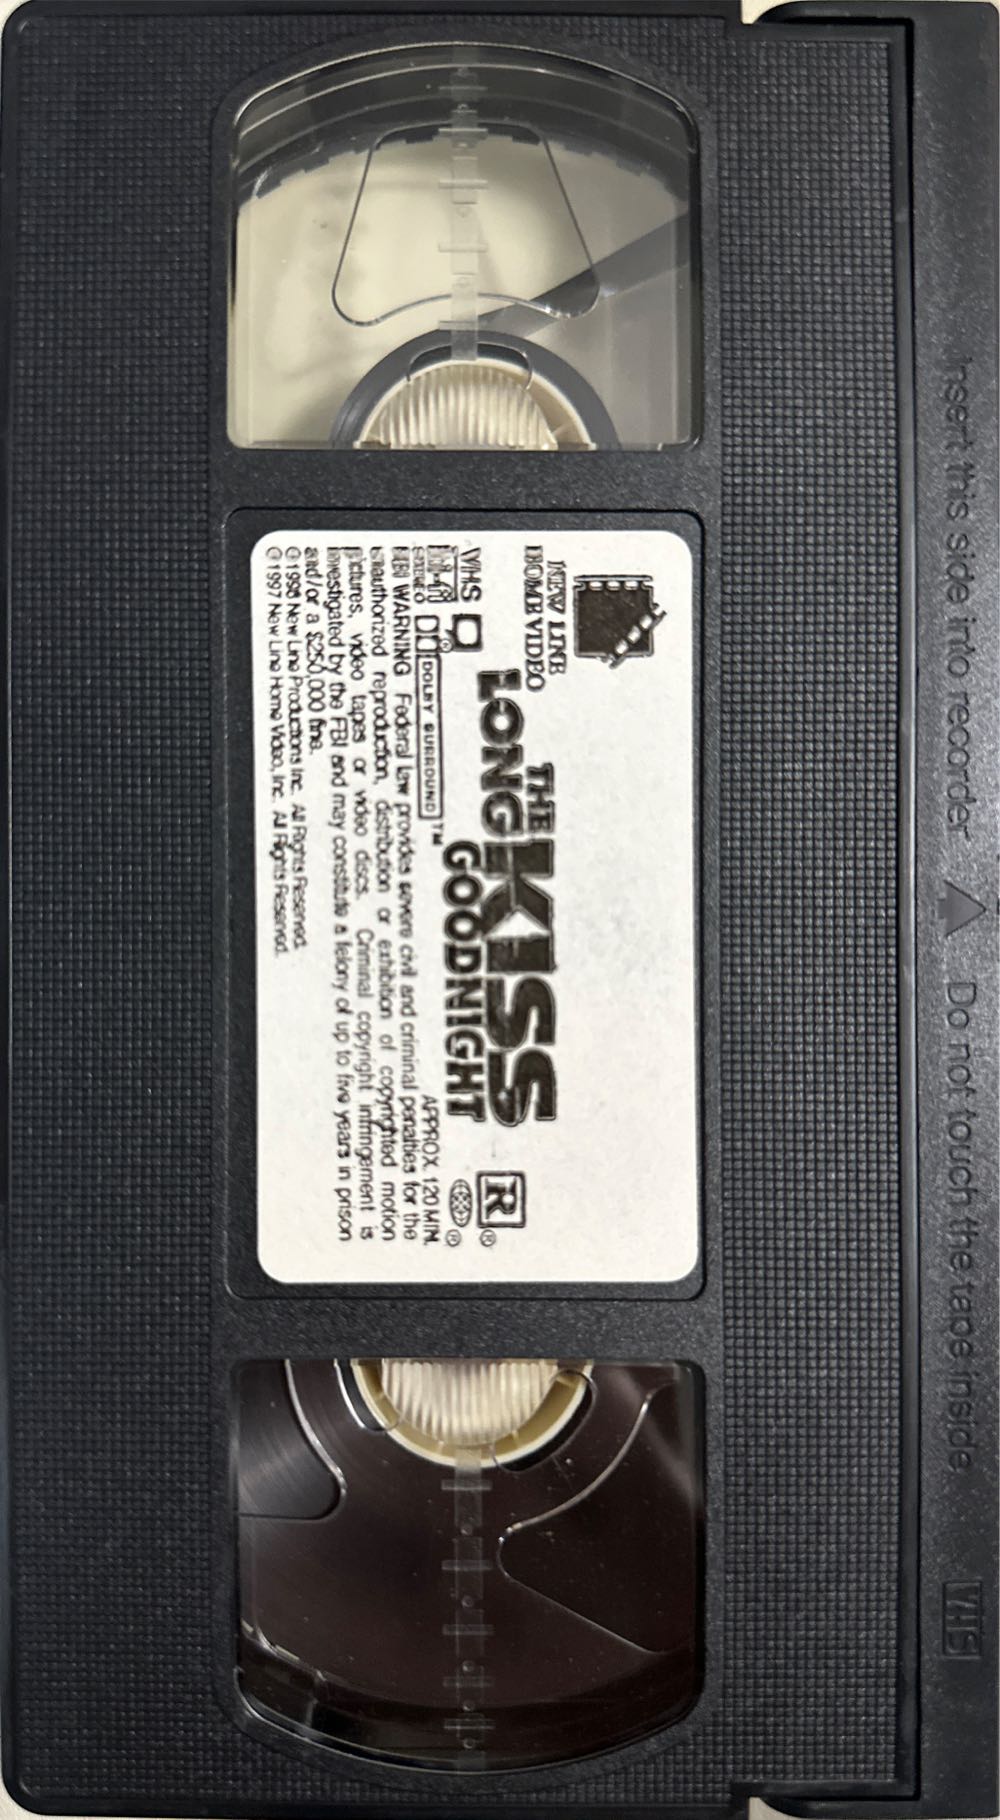 Insert this side into recorder ▲ Do not touch the tape inside VHS
NEW LINE
HOME VIDEO
THE
LONG KISS
GOODNIGHT
R®
VHS
HI-FI
STEREO
DOLBY SURROUND™
APPROX. 120 MIN.
®
FBI WARNING Federal law provides severe civil and criminal penalties for the
unauthorized reproduction, distribution or exhibition of copyrighted motion
pictures, video tapes or video discs. Criminal copyright infringement is
investigated by the FBI and may constitute a felony of up to five years in prison
and/or a $250,000 fine.
©1996 New Line Productions Inc. All Rights Reserved.
©1997 New Line Home Video, Inc. All Rights Reserved.